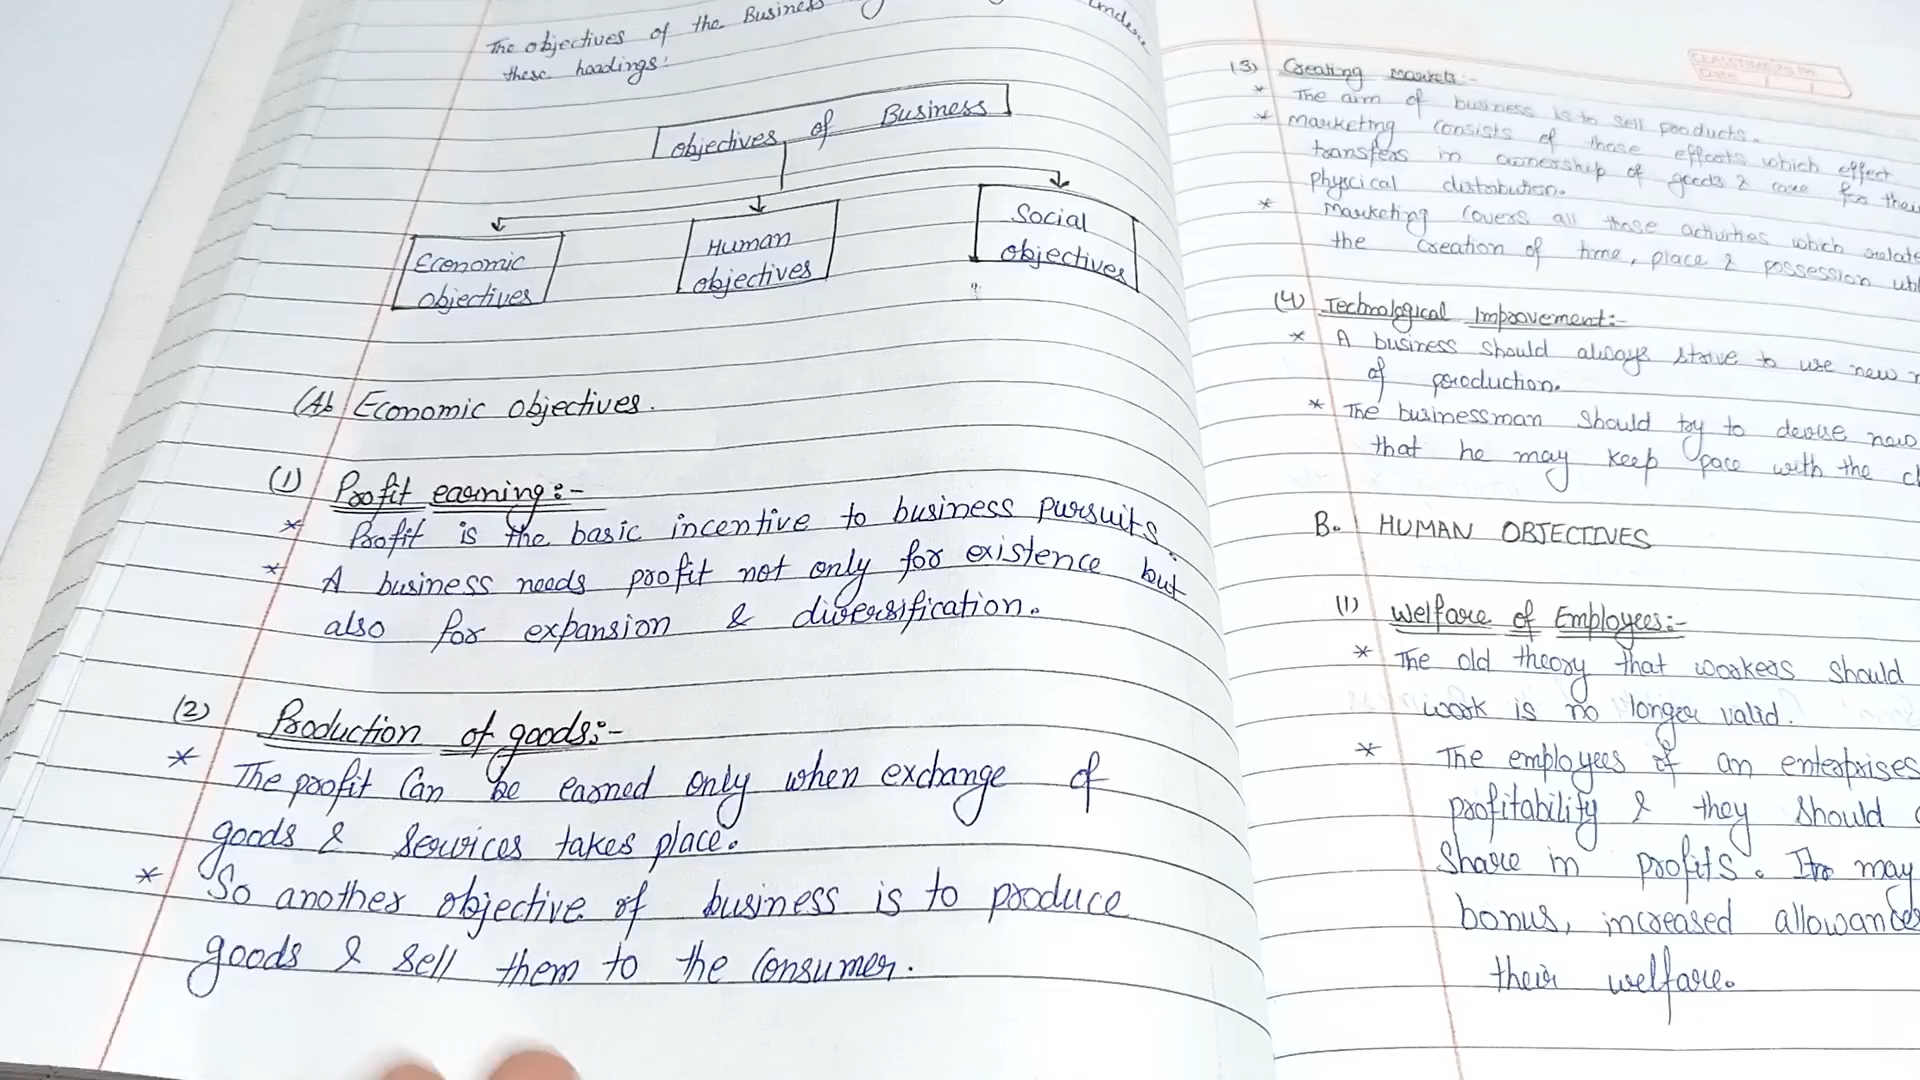 The objectives of the Business
these headings:
Objectives of Business
Economic
objectives
Human
objectives
Social
objectives
(A) Economic objectives.
(1) Profit earning:-
* Profit is the basic incentive to business pursuits.
* A business needs profit not only for existence but
also for expansion & diversification.
(2) Production of goods:-
* The profit can be earned only when exchange of
goods & services takes place.
* So another objective of business is to produce
goods & sell them to the consumer.
(3) Creating markets:-
* The aim of business is to sell products.
* Marketing consists of those efforts which effect
transfers in ownership of goods & care for their
physcical distribution.
* Marketing covers all those activities which relate
the creation of time, place & possession
(4) Technological Improvement:-
* A business should always strive to use new
of production.
* The businessman should try to devise new
that he may keep pace with the
B. HUMAN OBJECTIVES
(1) Welfare of Employees:-
* The old theory that workers should
work is no longer valid.
* The employees of an enterprises
profitability & they should
share in profits. It may
bonus, increased allowances
their welfare.